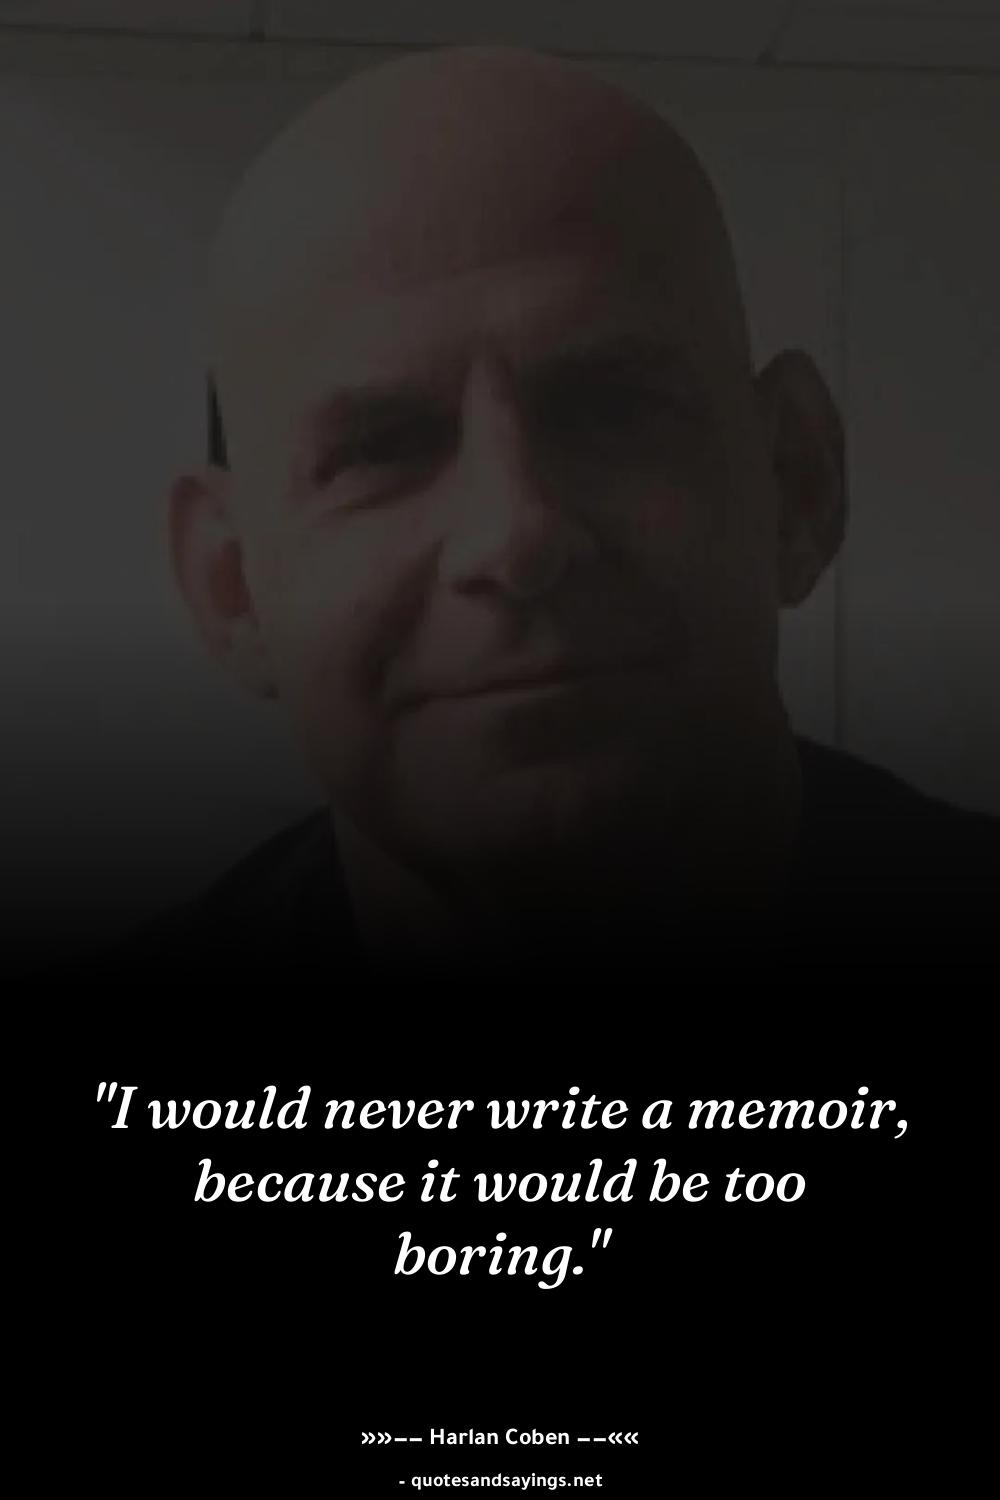 "I would never write a memoir,
because it would be too
boring."
»»−− Harlan Coben −−««
- quotesandsayings.net